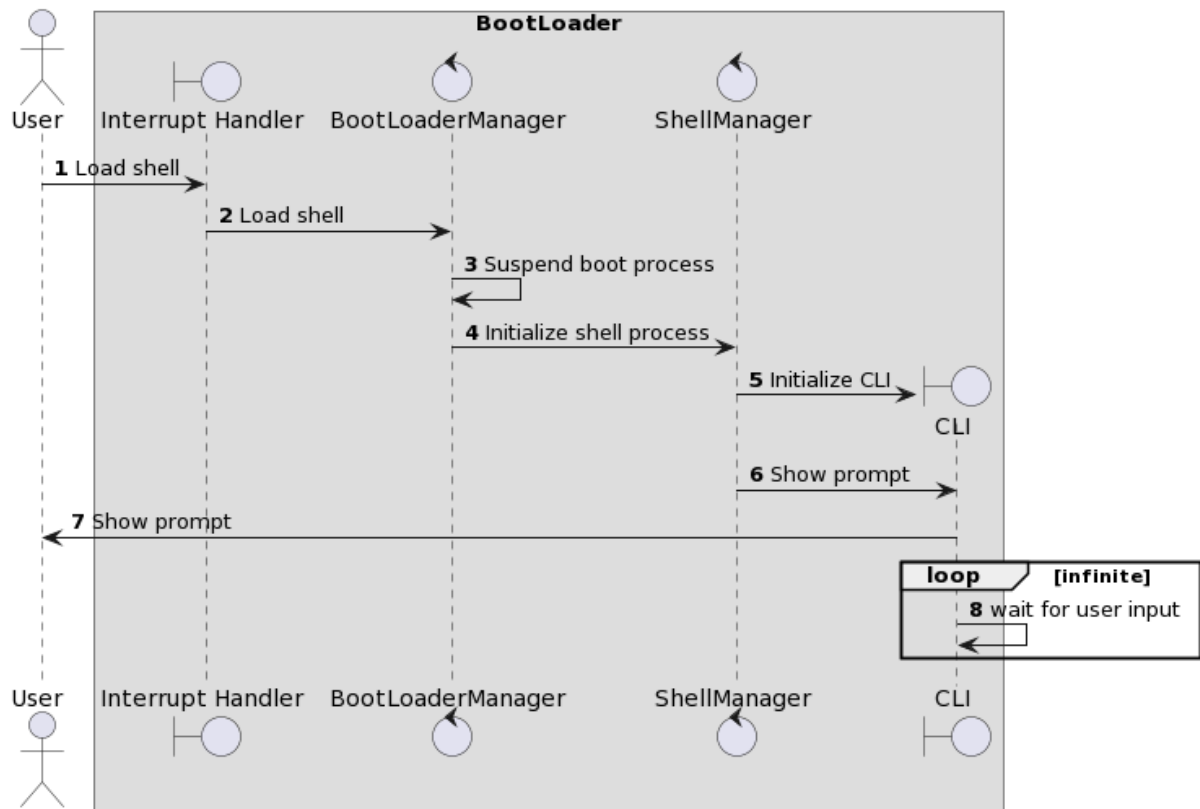 BootLoader
User
Interrupt Handler
BootLoaderManager
ShellManager
1 Load shell
2 Load shell
3 Suspend boot process
4 Initialize shell process
5 Initialize CLI
CLI
6 Show prompt
7 Show prompt
loop
[infinite]
8 wait for user input
User
Interrupt Handler
BootLoaderManager
ShellManager
CLI